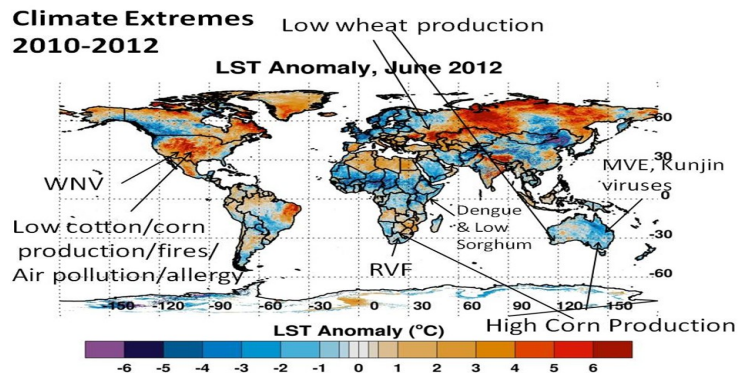 Climate Extremes
2010-2012
Low wheat production
LST Anomaly, June 2012
60
30
0
-30
-60
WNV
MVE, Kunjin
viruses
Low cotton/corn
production/fires/
Air pollution/allergy
Dengue
& Low
Sorghum
RVF
-150 -120 -90 -60 -30 0 30 60 90 120 150
High Corn Production
LST Anomaly (°C)
-6 -5 -4 -3 -2 -1 0 1 2 3 4 5 6